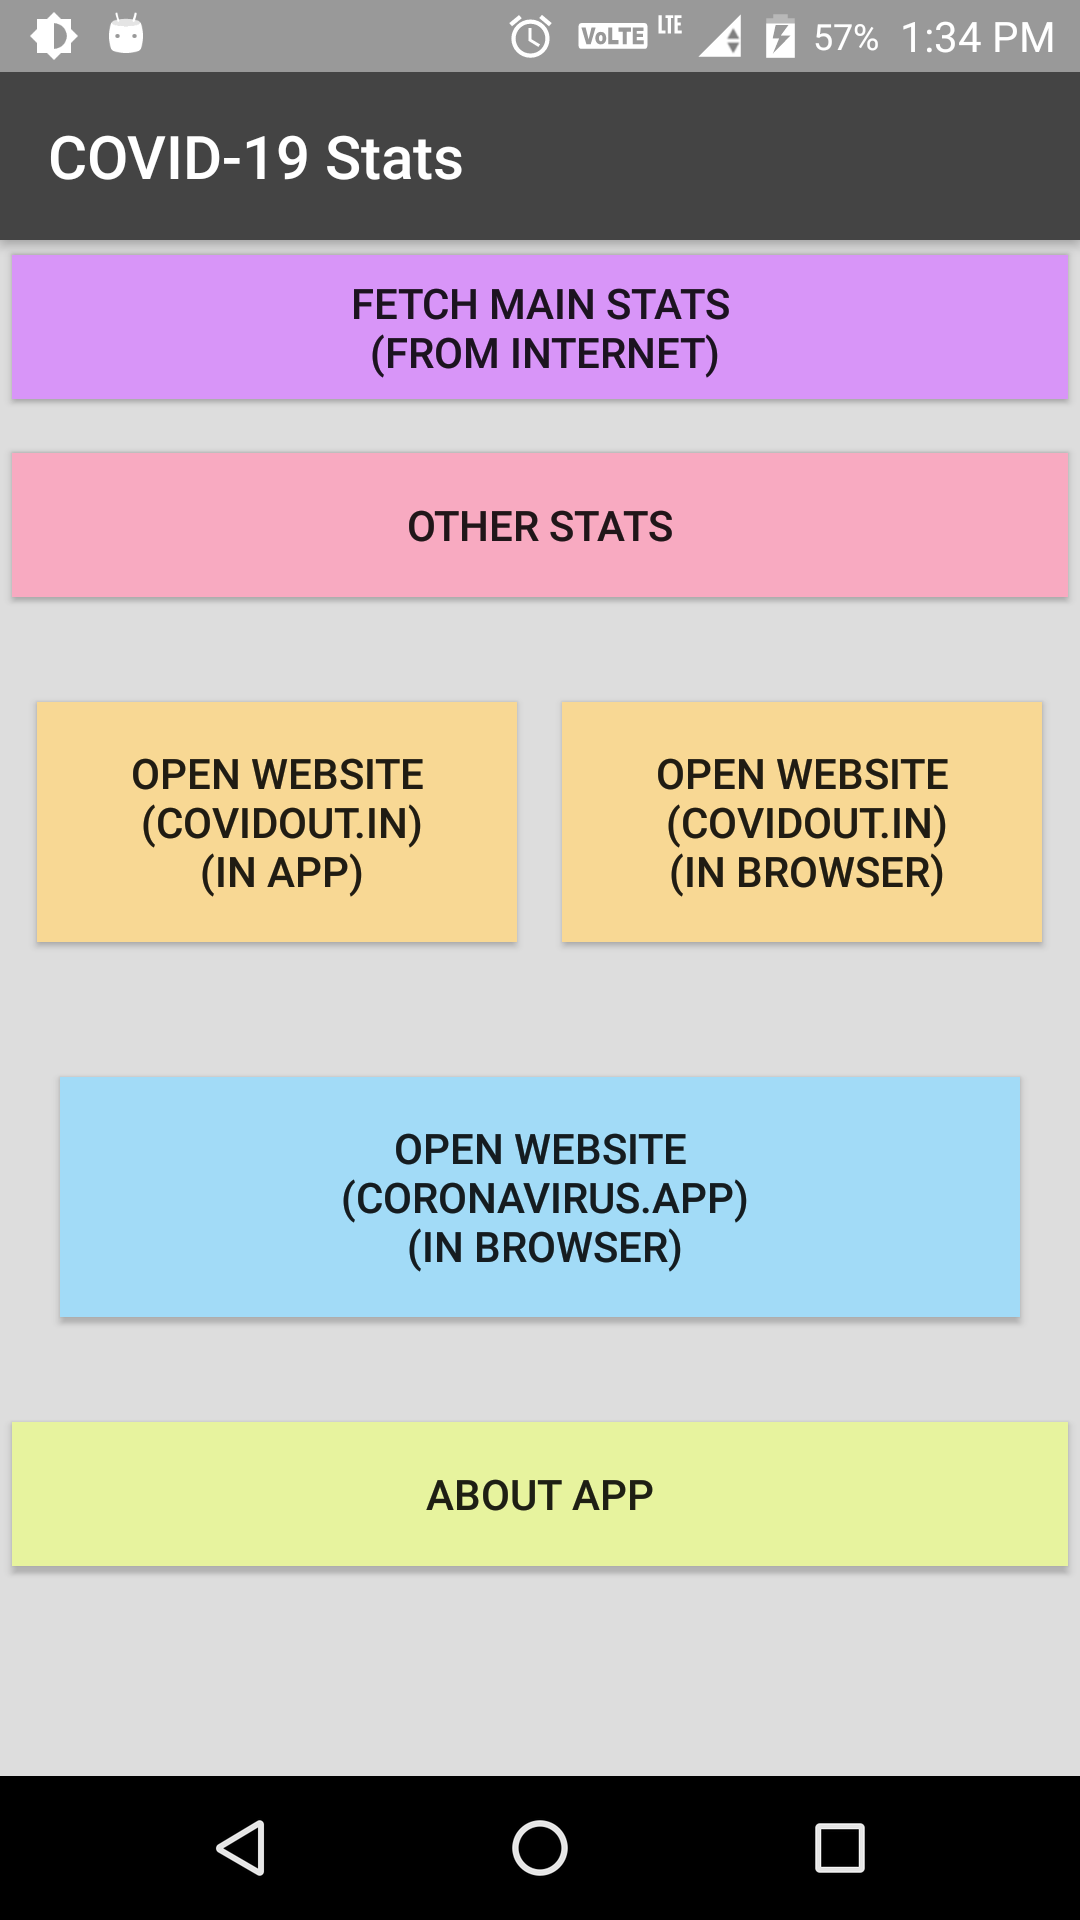 VoLTE LTE 57% 1:34 PM
COVID-19 Stats
FETCH MAIN STATS
(FROM INTERNET)
OTHER STATS
OPEN WEBSITE
(COVIDOUT.IN)
(IN APP)
OPEN WEBSITE
(COVIDOUT.IN)
(IN BROWSER)
OPEN WEBSITE
(CORONAVIRUS.APP)
(IN BROWSER)
ABOUT APP